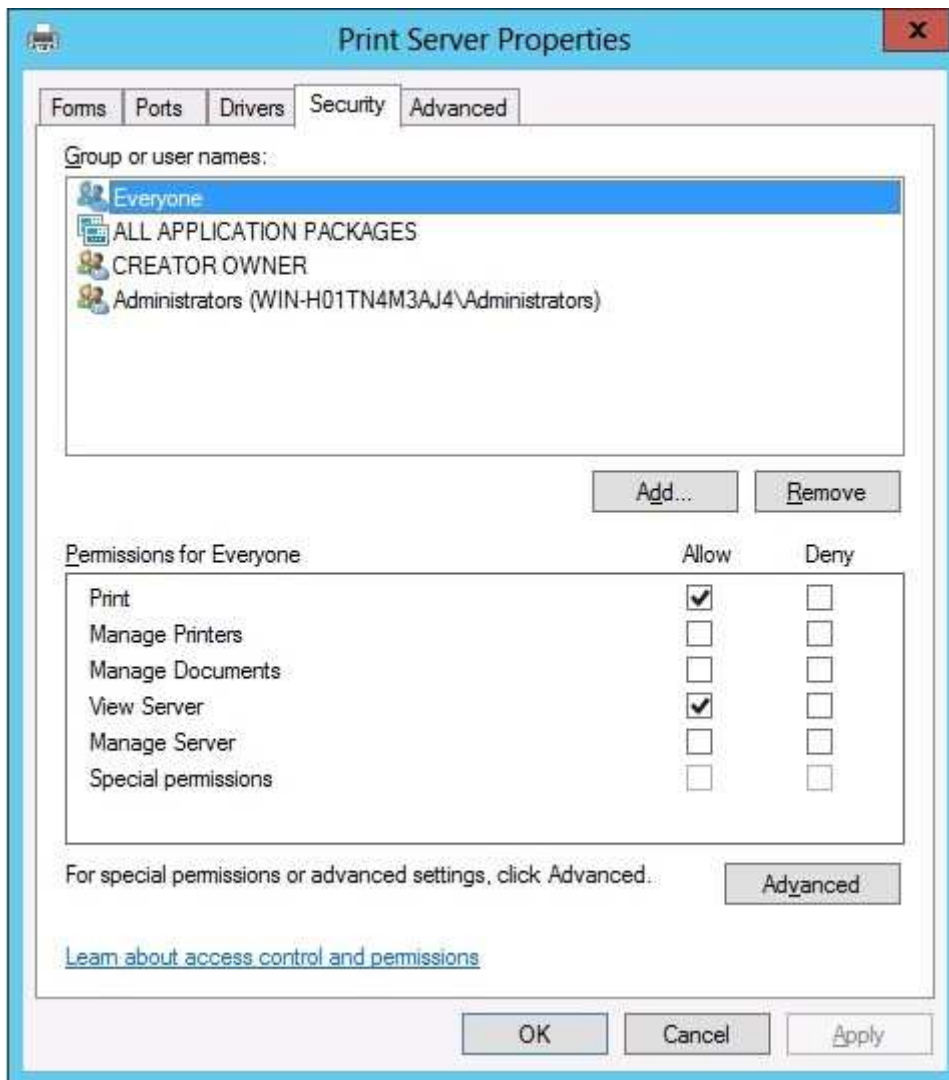 Print Server Properties
x
Forms Ports Drivers Security Advanced
Group or user names:
Everyone
ALL APPLICATION PACKAGES
CREATOR OWNER
Administrators (WIN-H01TN4M3AJ4\Administrators)
Add... Remove
Permissions for Everyone Allow Deny
Print
Manage Printers
Manage Documents
View Server
Manage Server
Special permissions
For special permissions or advanced settings, click Advanced. Advanced
Learn about access control and permissions
OK Cancel Apply